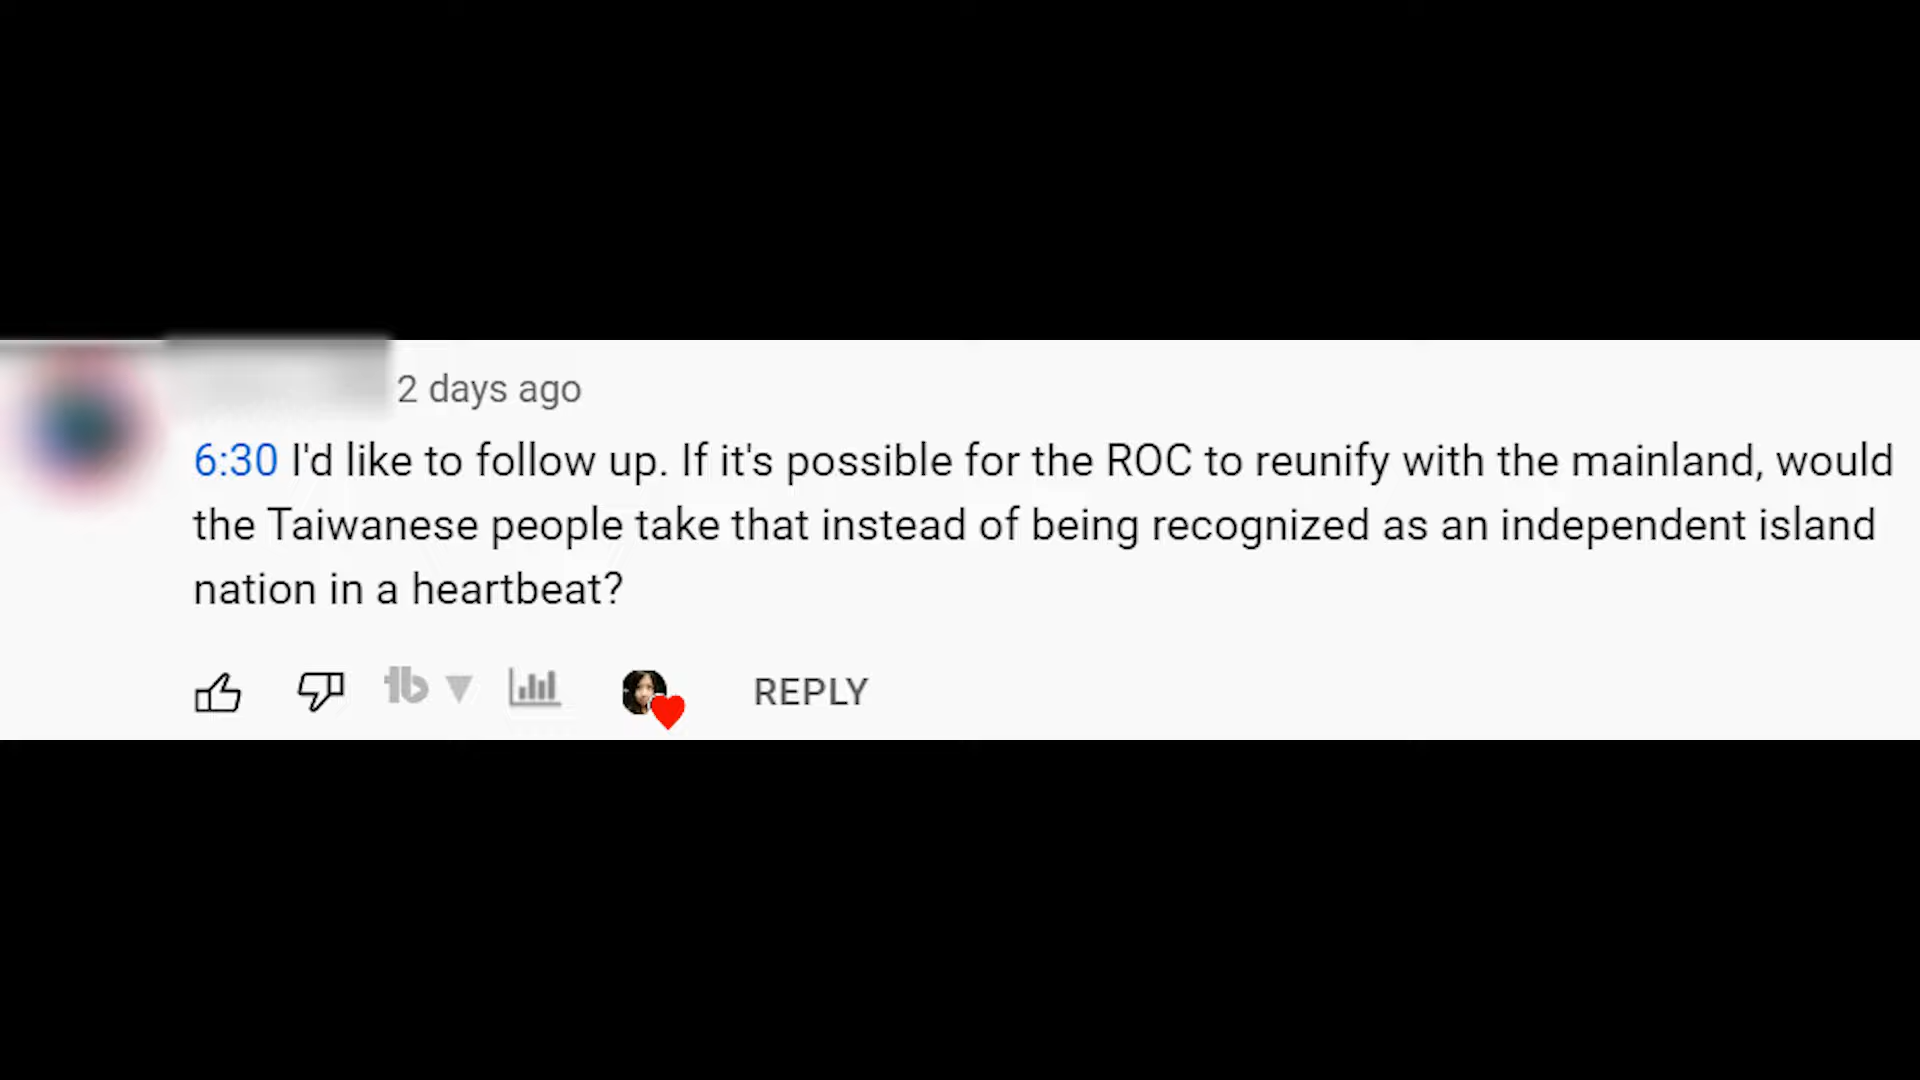 2 days ago
6:30 I'd like to follow up. If it's possible for the ROC to reunify with the mainland, would
the Taiwanese people take that instead of being recognized as an independent island
nation in a heartbeat?
tb
REPLY